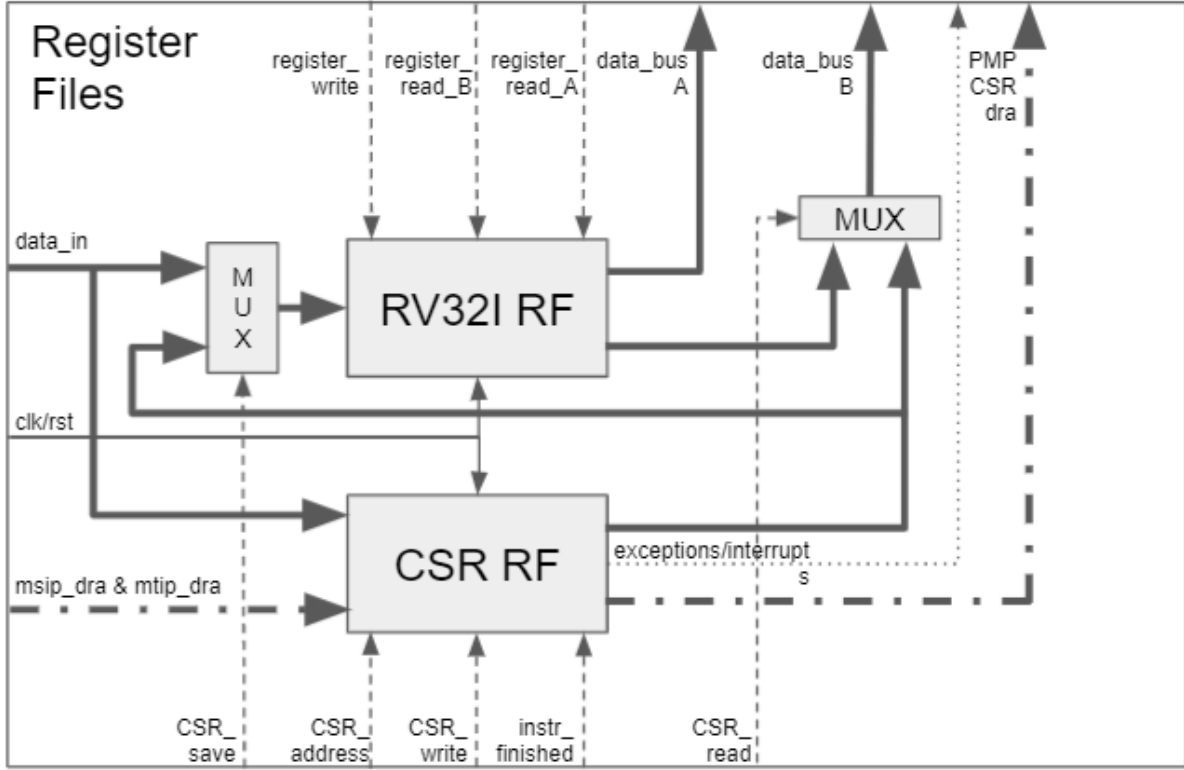 Register
Files
register_
write
register_
read_B
register_
read_A
data_bus
A
data_bus
B
PMP
CSR
dra
data_in
M
U
X
RV32I RF
MUX
clk/rst
CSR RF
exceptions/interrupt
s
msip_dra & mtip_dra
CSR_
save
CSR_
address
CSR_
write
instr_
finished
CSR_
read